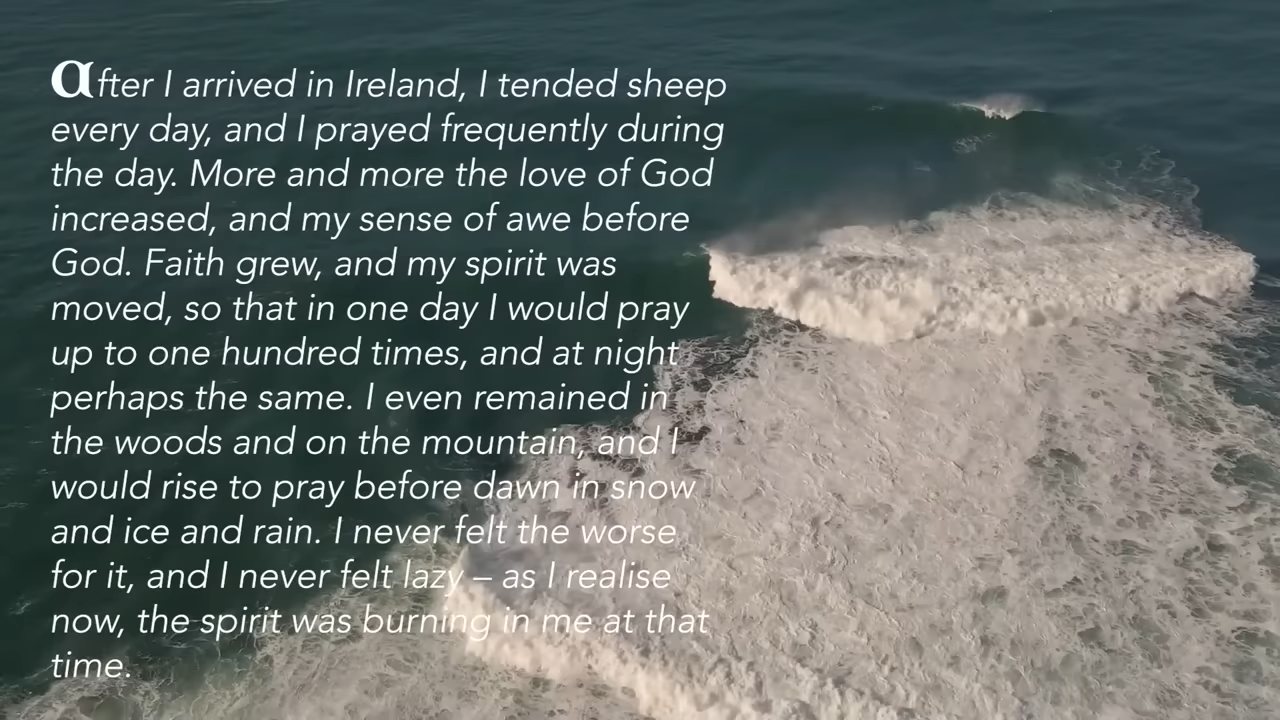 after I arrived in Ireland, I tended sheep
every day, and I prayed frequently during
the day. More and more the love of God
increased, and my sense of awe before
God. Faith grew, and my spirit was
moved, so that in one day I would pray
up to one hundred times, and at night
perhaps the same. I even remained in
the woods and on the mountain, and I
would rise to pray before dawn in snow
and ice and rain. I never felt the worse
for it, and I never felt lazy – as I realise
now, the spirit was burning in me at that
time.